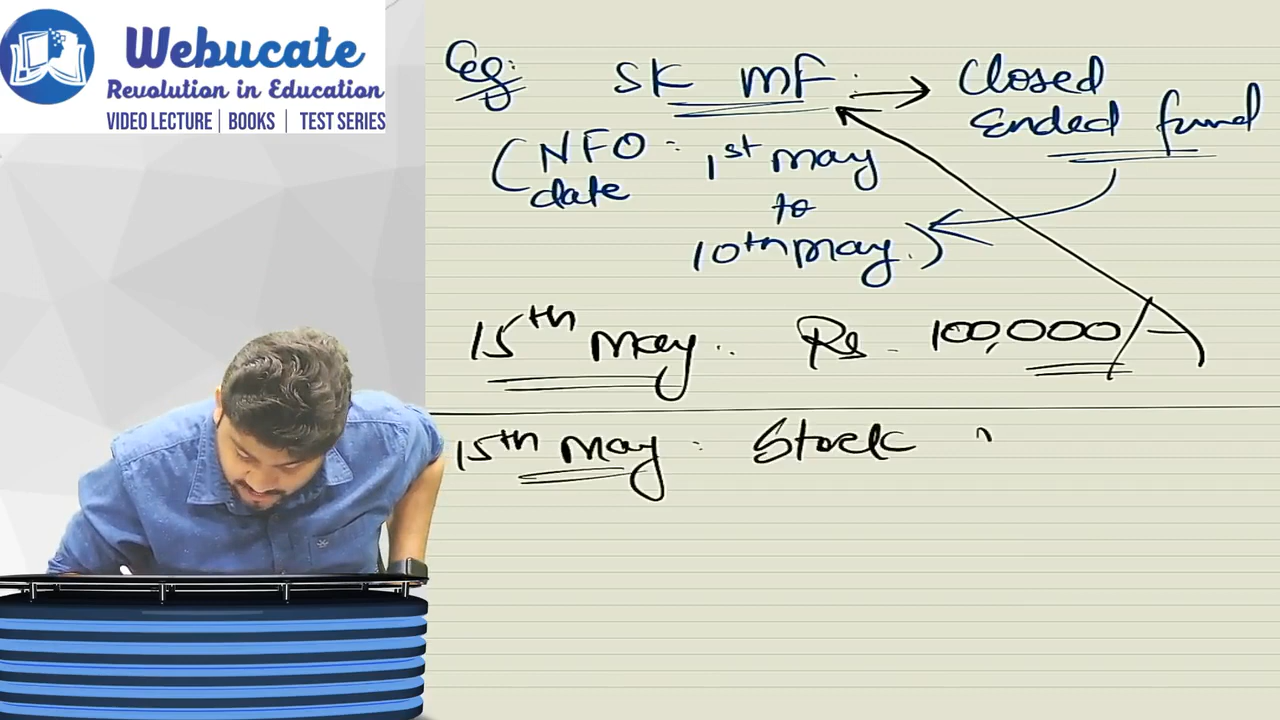 Webucate
Revolution in Education
VIDEO LECTURE | BOOKS | TEST SERIES
Eg:
SK MF. → Closed
Ended fund
(NFO date : 1st May
to
10th May.)
15th May.. Rs. 100,000/-
15th May : Stock